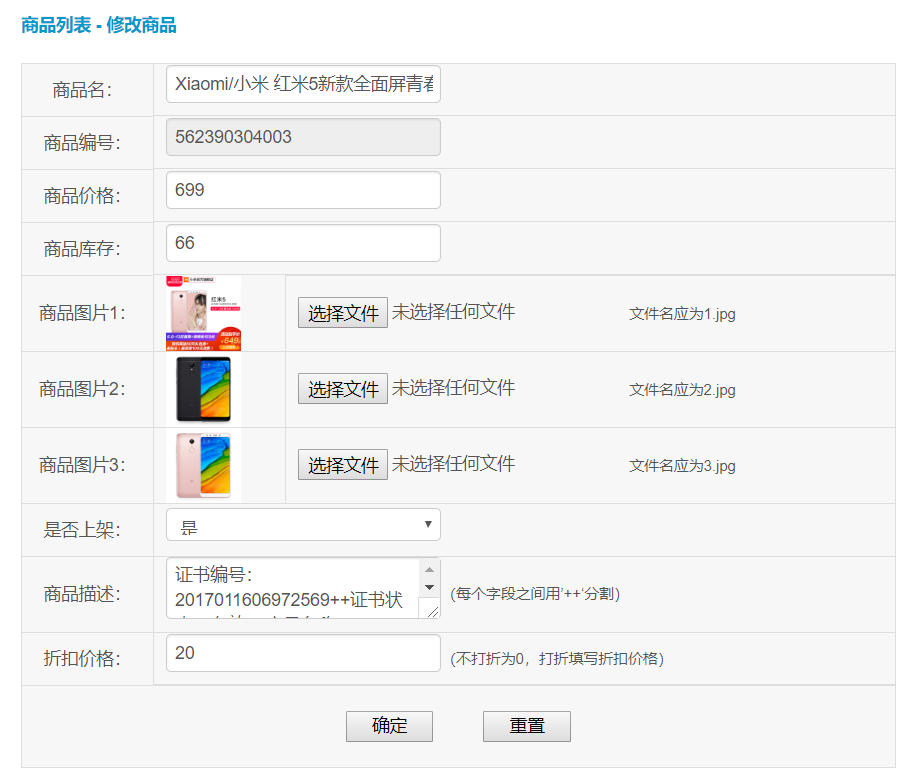 商品列表 - 修改商品
商品名：
Xiaomi/小米 红米5新款全面屏青春
商品编号：
562390304003
商品价格：
699
商品库存：
66
商品图片1：
红米5
649
选择文件 未选择任何文件
文件名应为1.jpg
商品图片2：
选择文件 未选择任何文件
文件名应为2.jpg
商品图片3：
选择文件 未选择任何文件
文件名应为3.jpg
是否上架：
是
商品描述：
证书编号：
2017011606972569++证书状
(每个字段之间用'++'分割)
折扣价格：
20
(不打折为0，打折填写折扣价格)
确定
重置